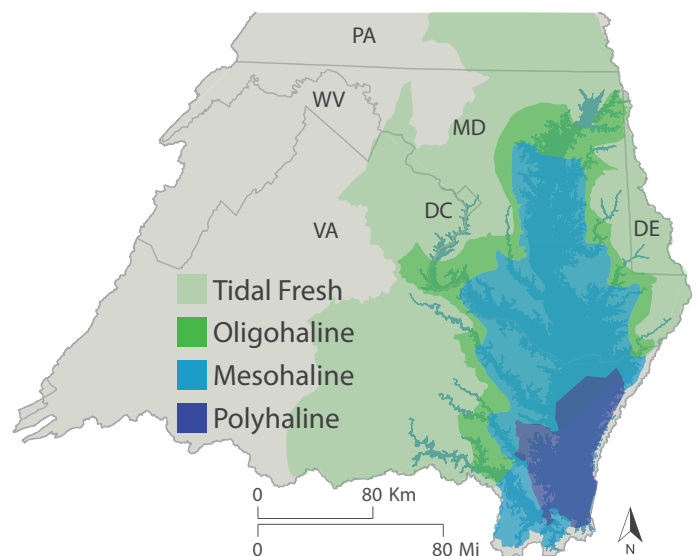 PA
WV
MD
DC
VA
DE
Tidal Fresh
Oligohaline
Mesohaline
Polyhaline
0 80 Km
0 80 Mi
N